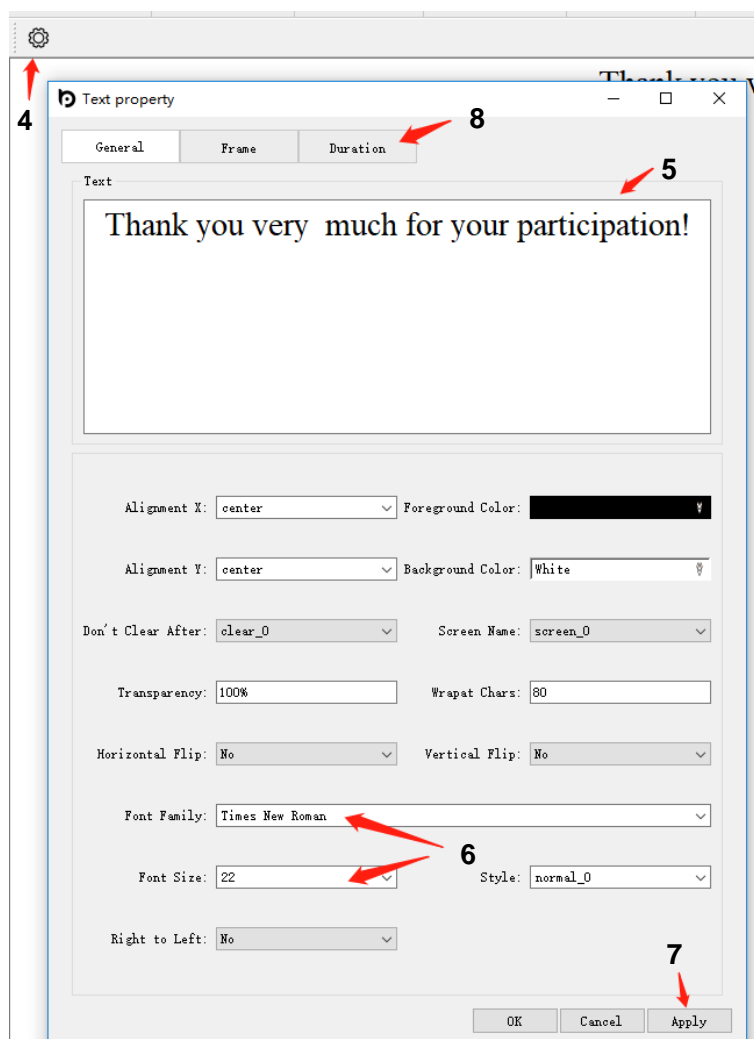 Thank you v
4
Text property
8
General Frame Duration
5
Text
Thank you very  much for your participation!
Alignment X: center Foreground Color:
Alignment Y: center Background Color: White
Don't Clear After: clear_0 Screen Name: screen_0
Transparency: 100% Wrapat Chars: 80
Horizontal Flip: No Vertical Flip: No
Font Family: Times New Roman
6
Font Size: 22 Style: normal_0
Right to Left: No
7
OK Cancel Apply